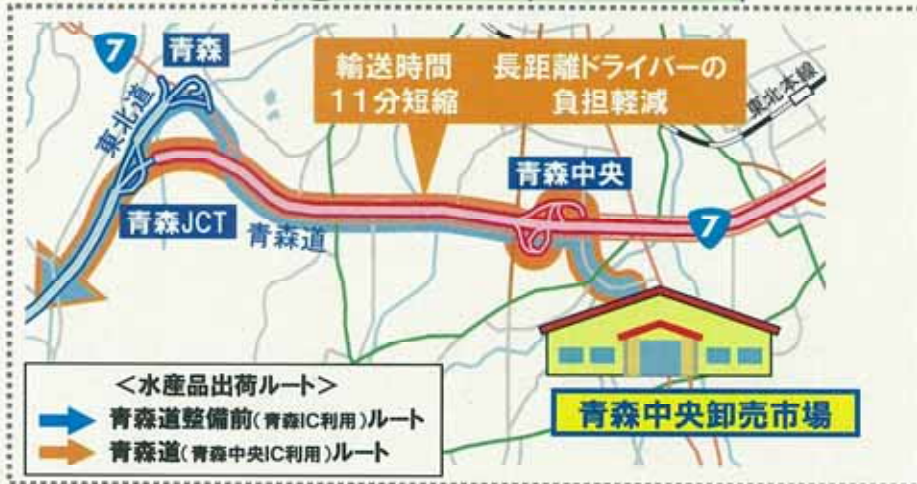 7
青森
輸送時間
11分短縮
長距離ドライバーの
負担軽減
東北本線
東北道
青森中央
青森JCT
青森道
7
<水産品出荷ルート>
青森道整備前(青森IC利用)ルート
青森道(青森中央IC利用)ルート
青森中央卸売市場